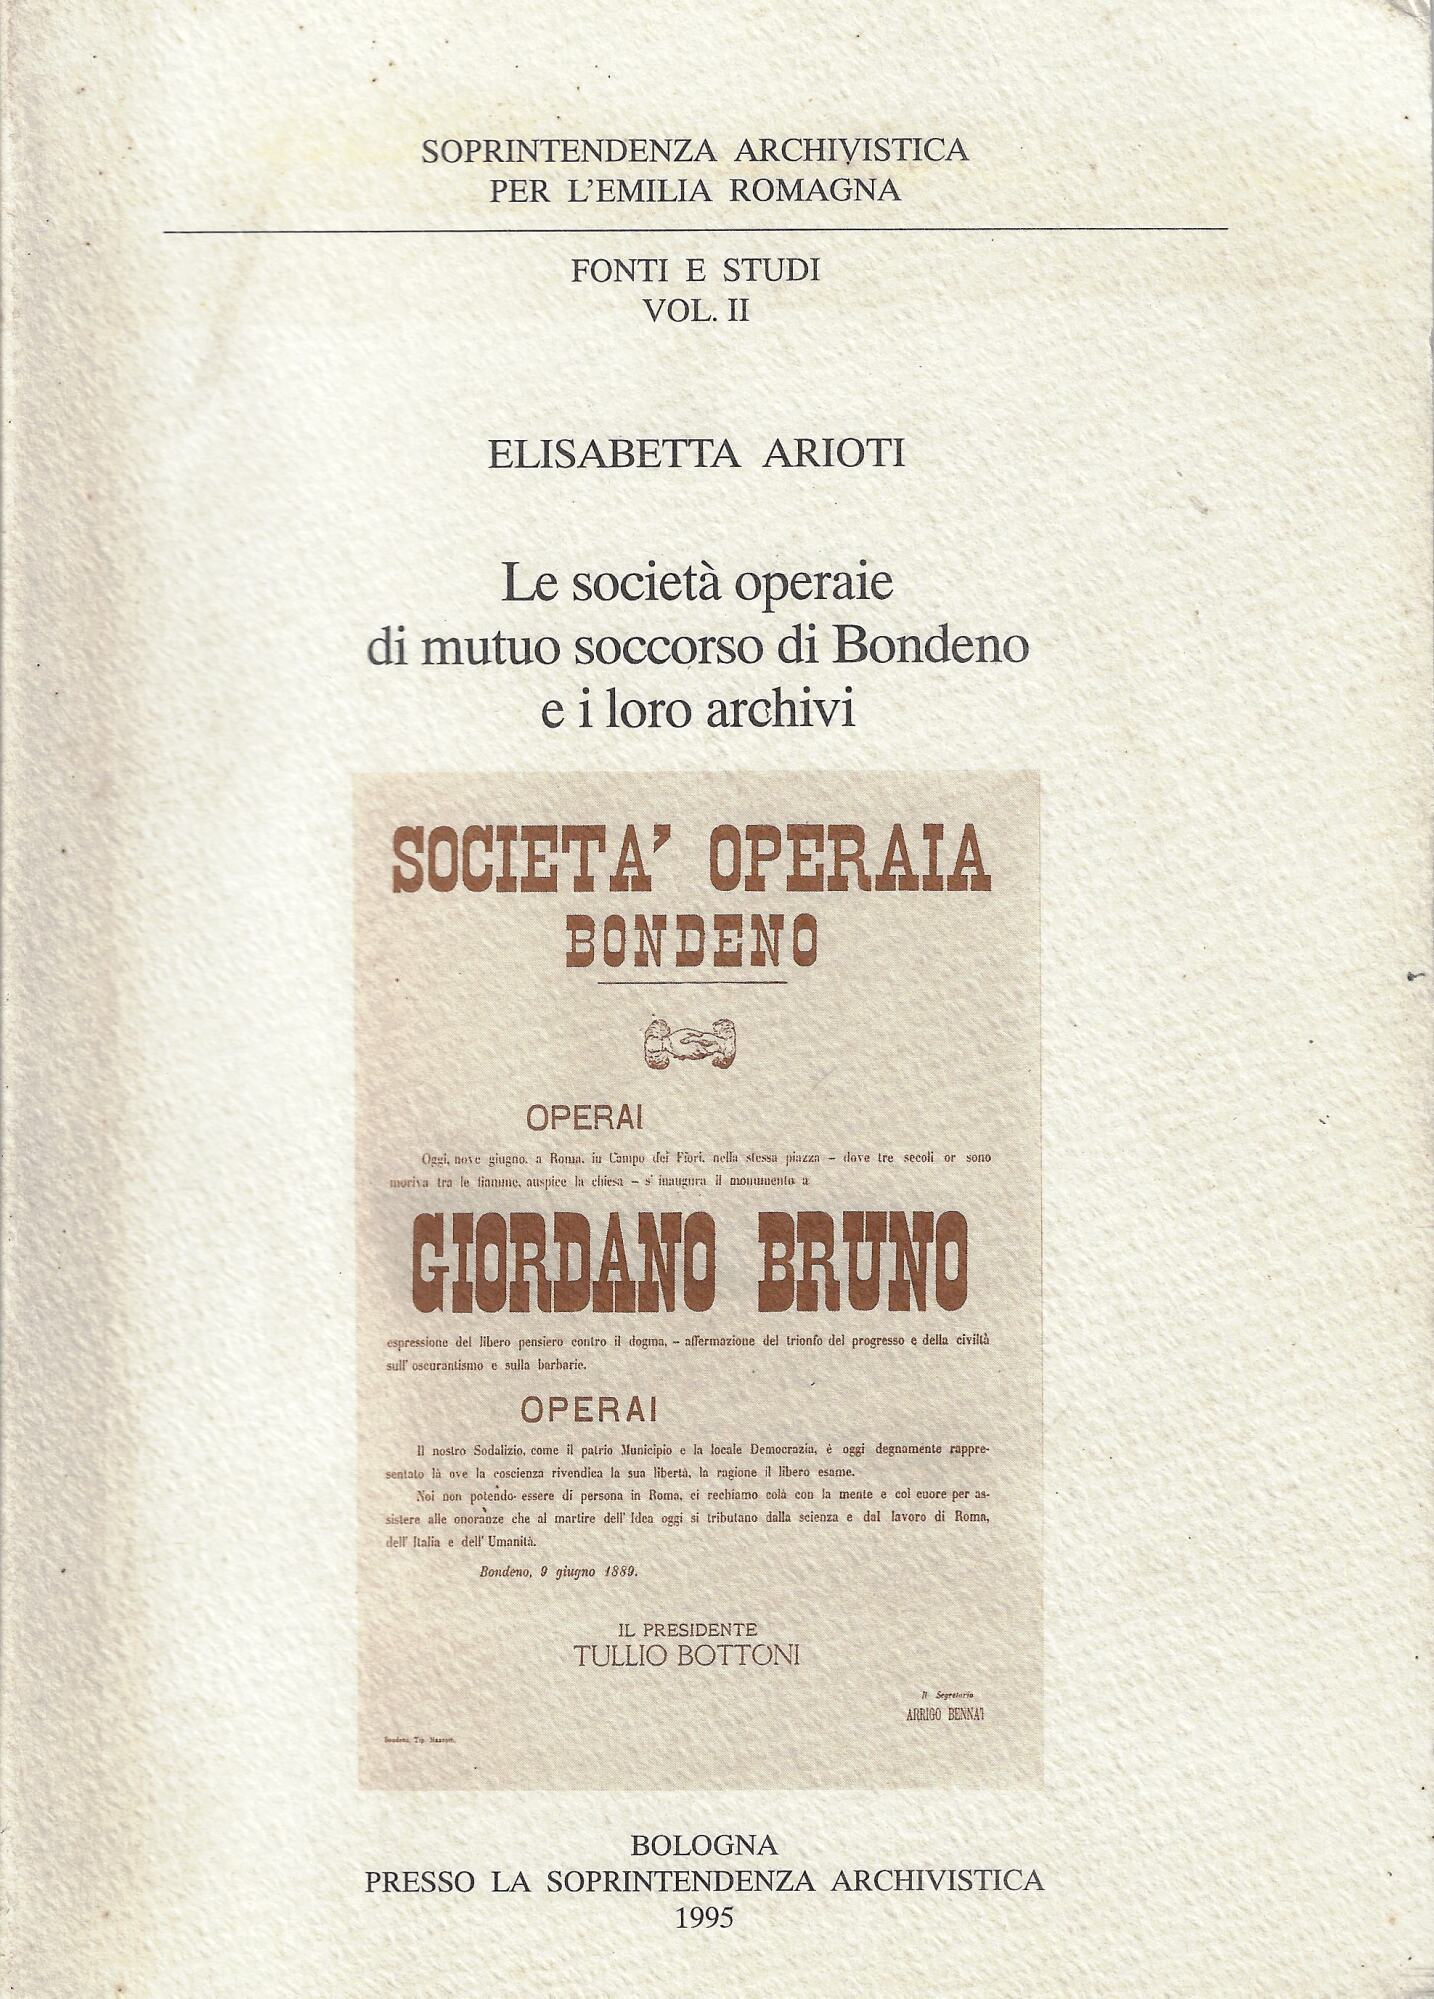 SOPRINTENDENZA ARCHIVISTICA
PER L'EMILIA ROMAGNA
FONTI E STUDI
VOL. II
ELISABETTA ARIOTI
Le società operaie
di mutuo soccorso di Bondeno
e i loro archivi
SOCIETA' OPERAIA
BONDENO
OPERAI
Oggi, nove giugno, a Roma, in Campo dei Fiori, nella stessa piazza – dove tre secoli or sono
moriva tra le fiamme, auspice la chiesa – s' inaugura il monumento a
GIORDANO BRUNO
espressione del libero pensiero contro il dogma, – affermazione del trionfo del progresso e della civiltà
sull' oscurantismo e sulla barbarie.
OPERAI
Il nostro Sodalizio, come il patrio Municipio e la locale Democrazia, è oggi degnamente rappre-
sentato là ove la coscienza rivendica la sua libertà, la ragione il libero esame.
Noi non potendo essere di persona in Roma, ci rechiamo colà con la mente e col cuore per as-
sistere alle onoranze che al martire dell' Idea oggi si tributano dalla scienza e dal lavoro di Roma,
dell' Italia e dell' Umanità.
Bondeno, 9 giugno 1889.
IL PRESIDENTE
TULLIO BOTTONI
Il Segretario
ARRIGO BENNATI
Tip.
BOLOGNA
PRESSO LA SOPRINTENDENZA ARCHIVISTICA
1995